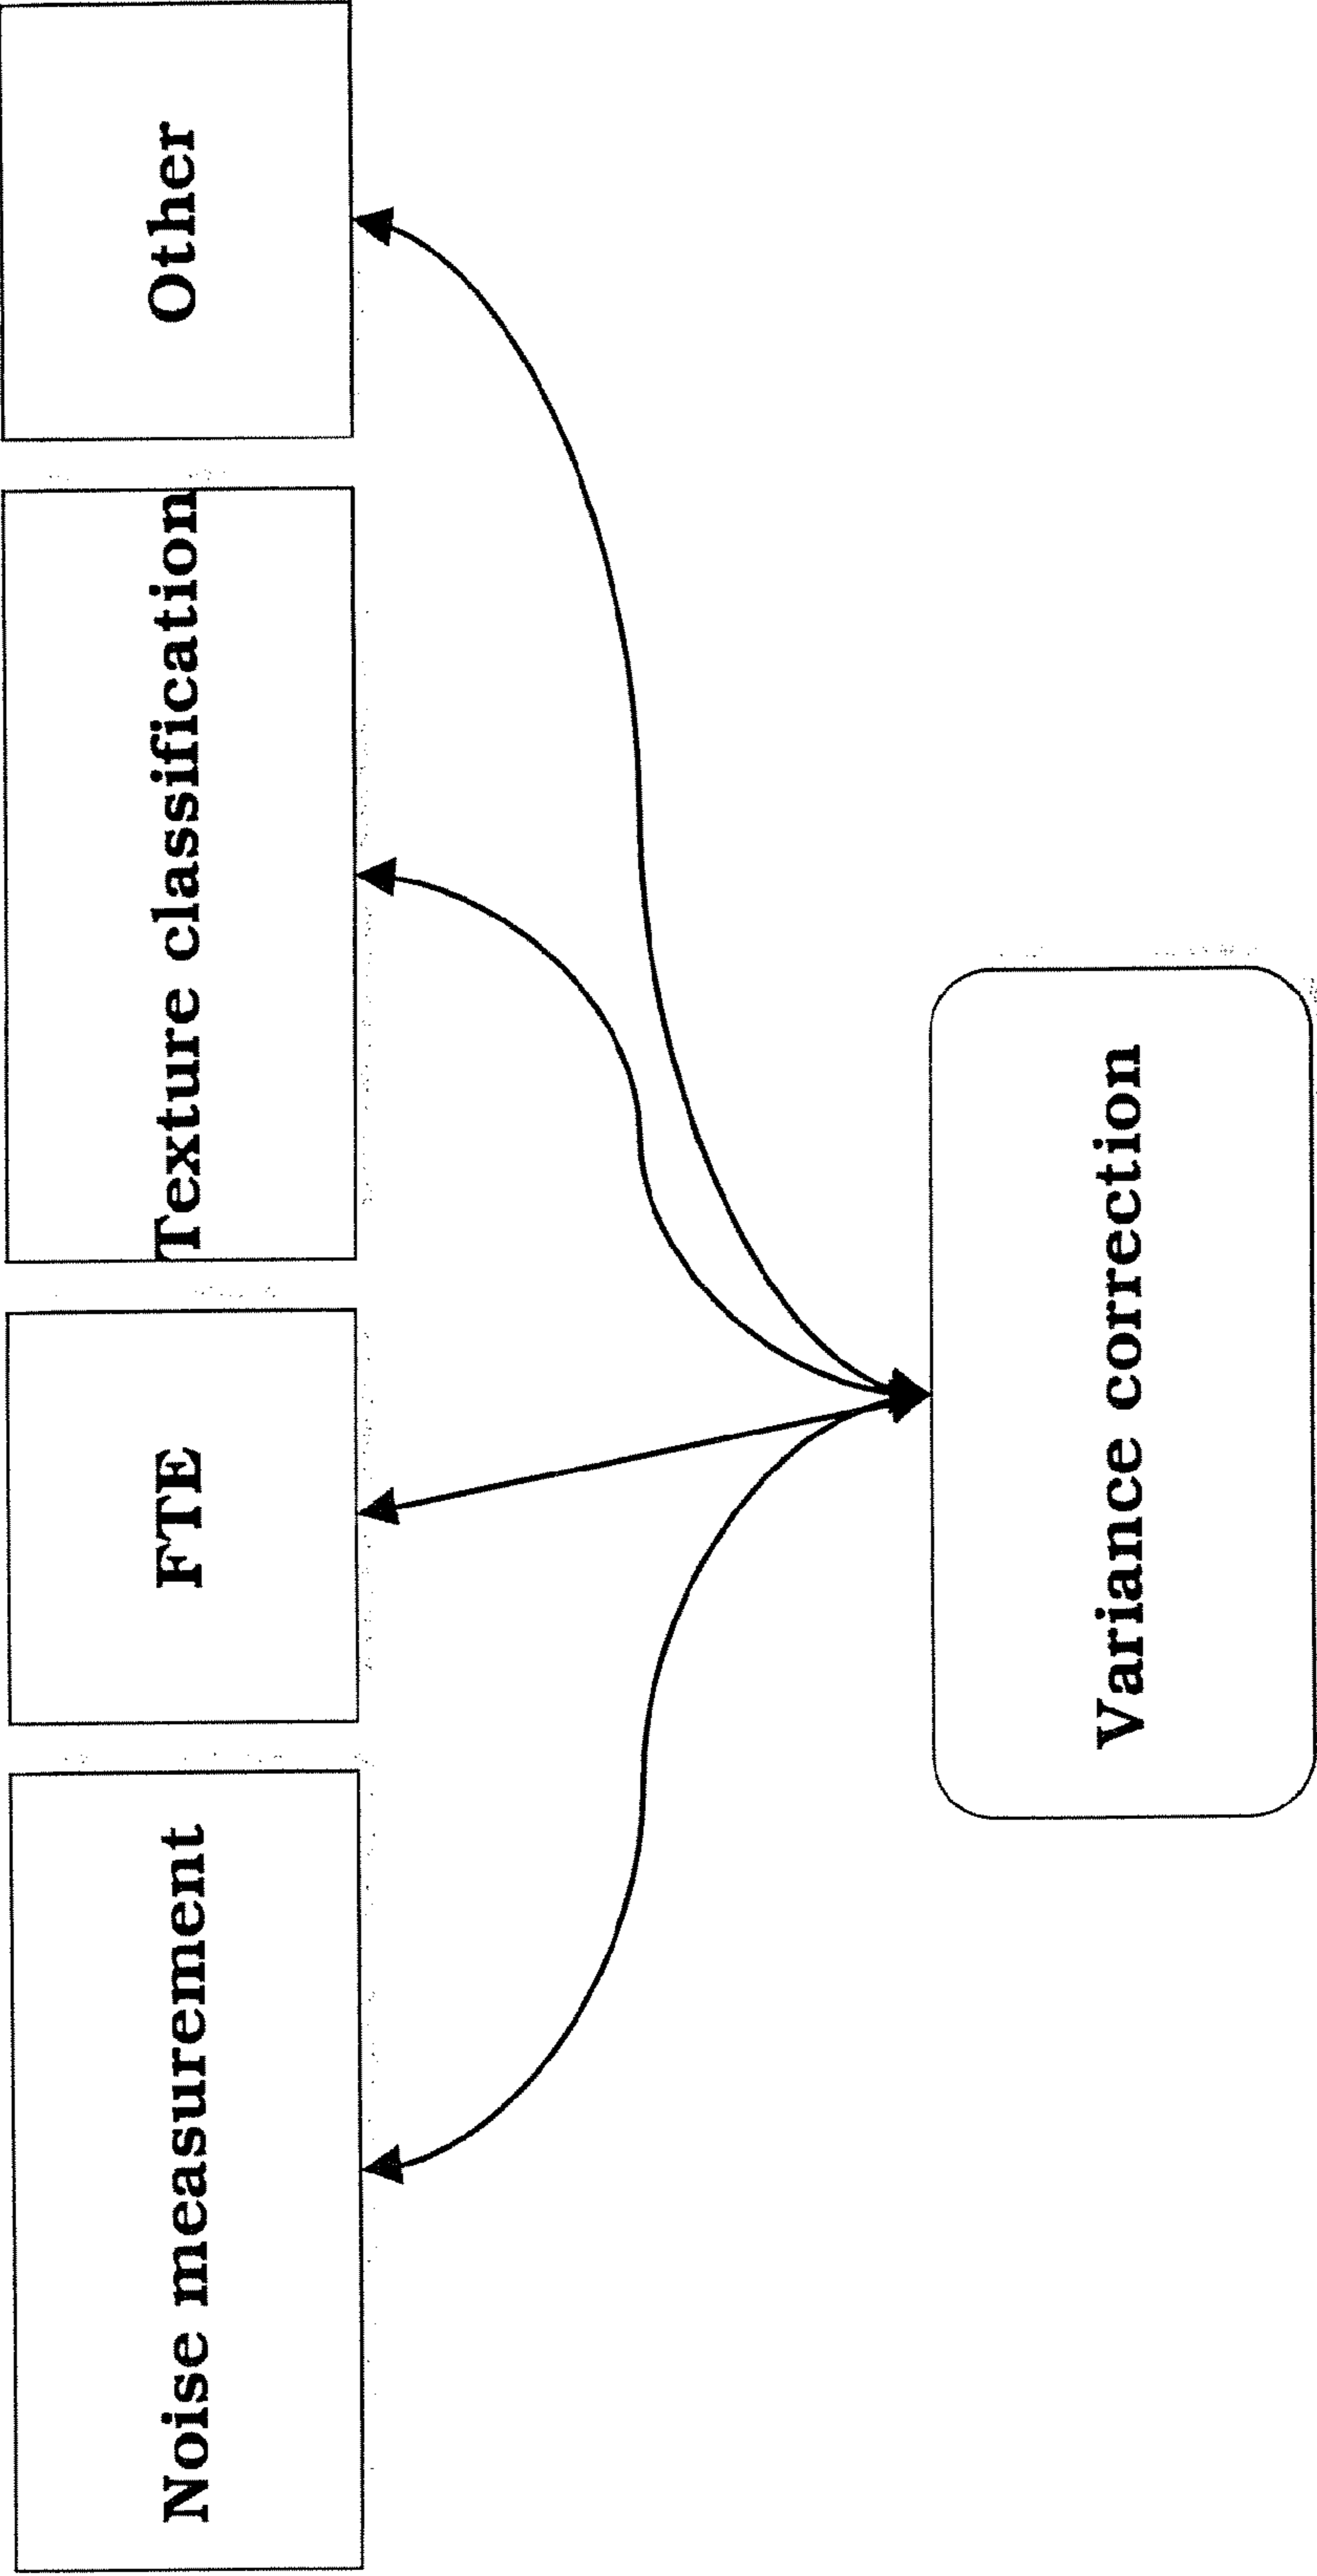 Noise measurement
FTE
Texture classification
Other
Variance correction